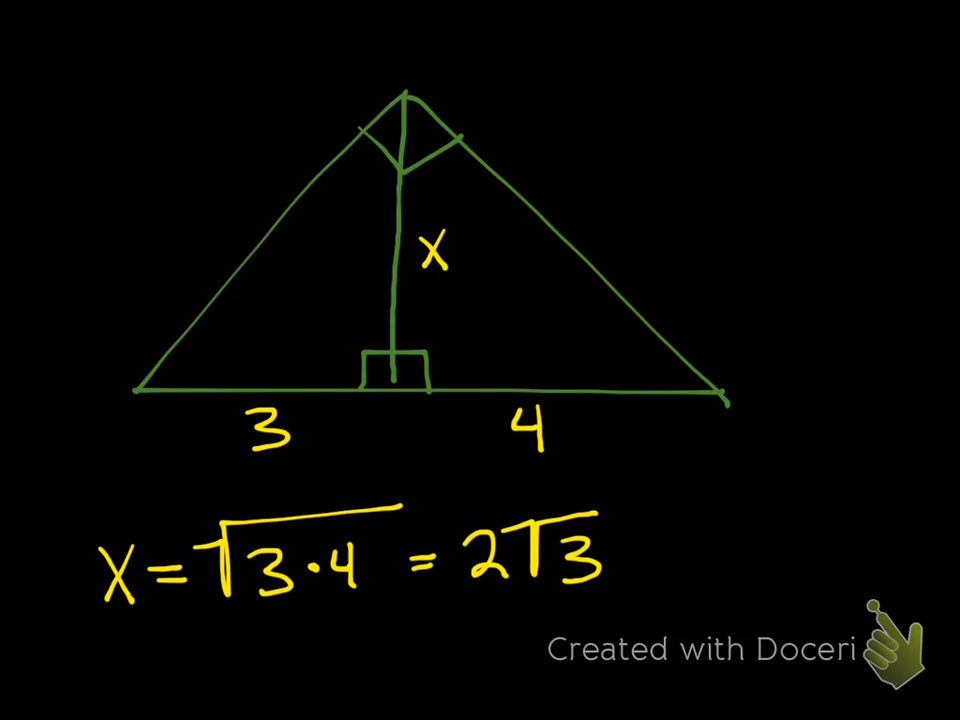 x
3 4
x = √3·4 = 2√3
Created with Doceri